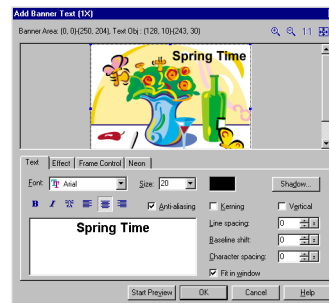 Add Banner Text (1X)
Banner Area: (0, 0)-(250, 204), Text Obj : (128, 10)-(243, 30) 1:1
Spring Time
Text Effect Frame Control Neon
Font: Arial Size: 20 Shadow...
B I Anti-aliasing Kerning Vertical
Spring Time
Line spacing: 0
Baseline shift: 0
Character spacing: 0
Fit in window
Start Preview OK Cancel Help